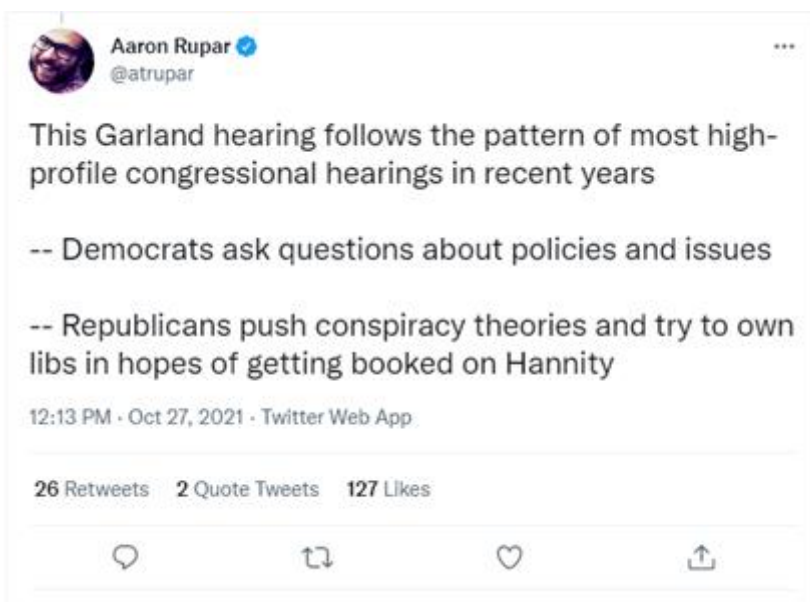 Aaron Rupar
@atrupar
This Garland hearing follows the pattern of most high-
profile congressional hearings in recent years
-- Democrats ask questions about policies and issues
-- Republicans push conspiracy theories and try to own
libs in hopes of getting booked on Hannity
12:13 PM · Oct 27, 2021 · Twitter Web App
26 Retweets 2 Quote Tweets 127 Likes